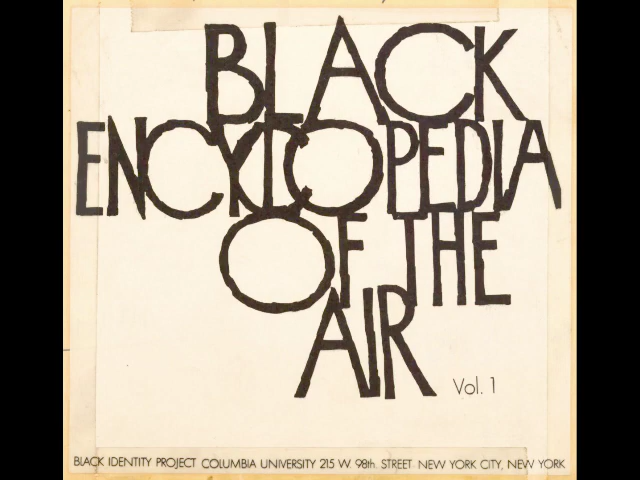 BLACK
ENCYCLOPEDIA
OF THE
AIR
Vol. 1
BLACK IDENTITY PROJECT COLUMBIA UNIVERSITY 215 W. 98th. STREET NEW YORK CITY, NEW YORK